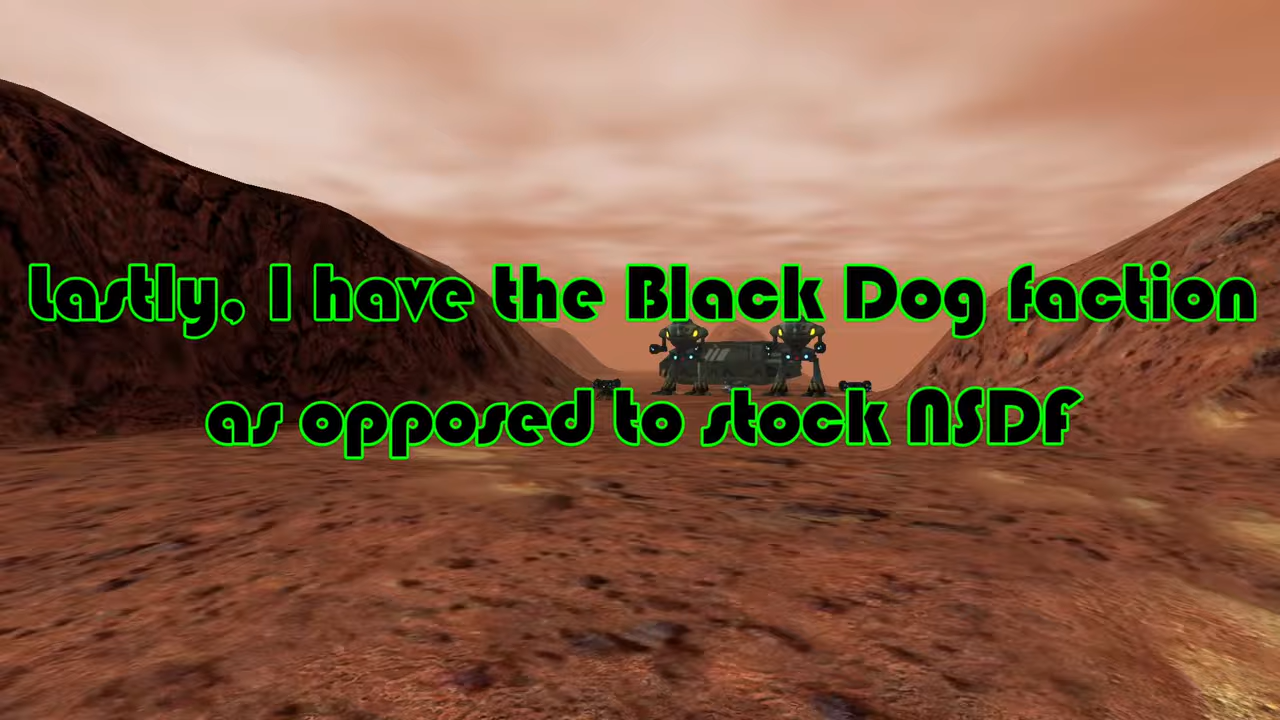 Lastly, I have the Black Dog faction
as opposed to stock NSDF